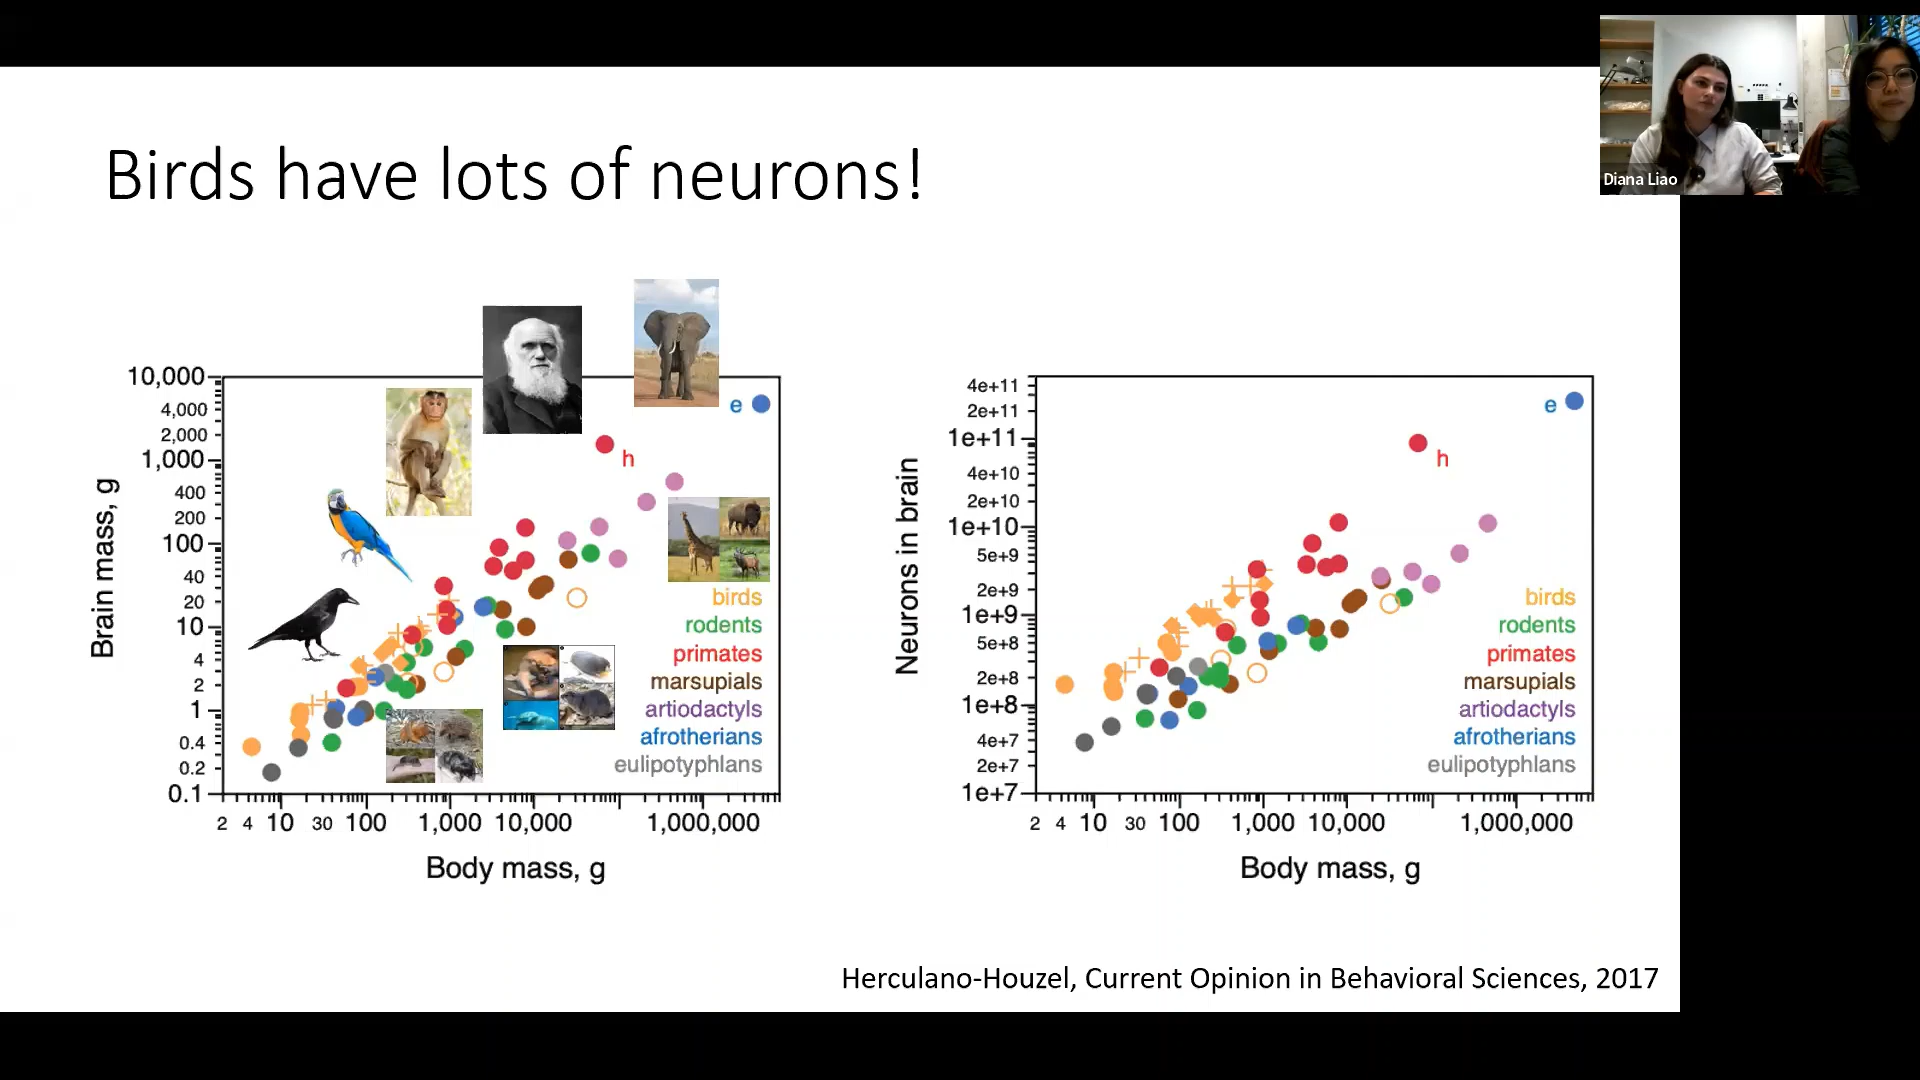 Diana Liao
Birds have lots of neurons!
10,000
4,000
2,000
1,000
400
200
100
40
20
10
4
2
1
0.4
0.2
0.1
Brain mass, g
e
h
birds
rodents
primates
marsupials
artiodactyls
afrotherians
eulipotyphlans
2 4 10 30 100 1,000 10,000 1,000,000
Body mass, g
4e+11
2e+11
1e+11
4e+10
2e+10
1e+10
5e+9
2e+9
1e+9
5e+8
2e+8
1e+8
4e+7
2e+7
1e+7
Neurons in brain
e
h
birds
rodents
primates
marsupials
artiodactyls
afrotherians
eulipotyphlans
2 4 10 30 100 1,000 10,000 1,000,000
Body mass, g
Herculano-Houzel, Current Opinion in Behavioral Sciences, 2017